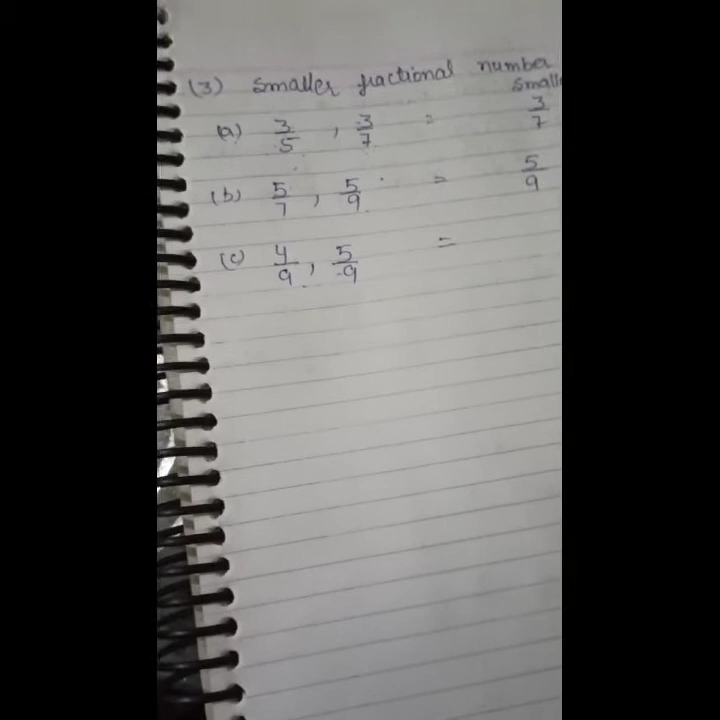 (3) smaller fractional number
Small
(a) 3/5 , 3/7 = 3/7
(b) 5/7 , 5/9 = 5/9
(c) 4/9 , 5/9 =